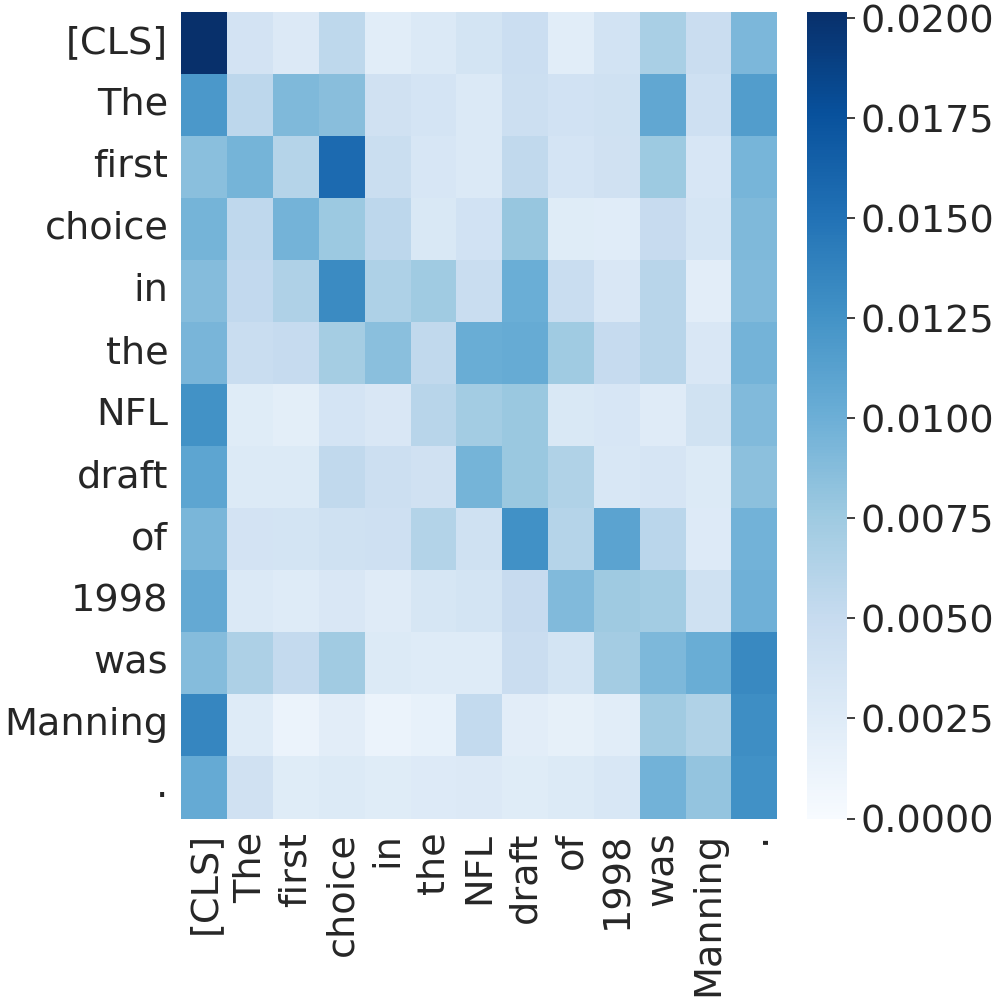 [CLS]
The
first
choice
in
the
NFL
draft
of
1998
was
Manning
.
[CLS]
The
first
choice
in
the
NFL
draft
of
1998
was
Manning
.
0.0200
0.0175
0.0150
0.0125
0.0100
0.0075
0.0050
0.0025
0.0000